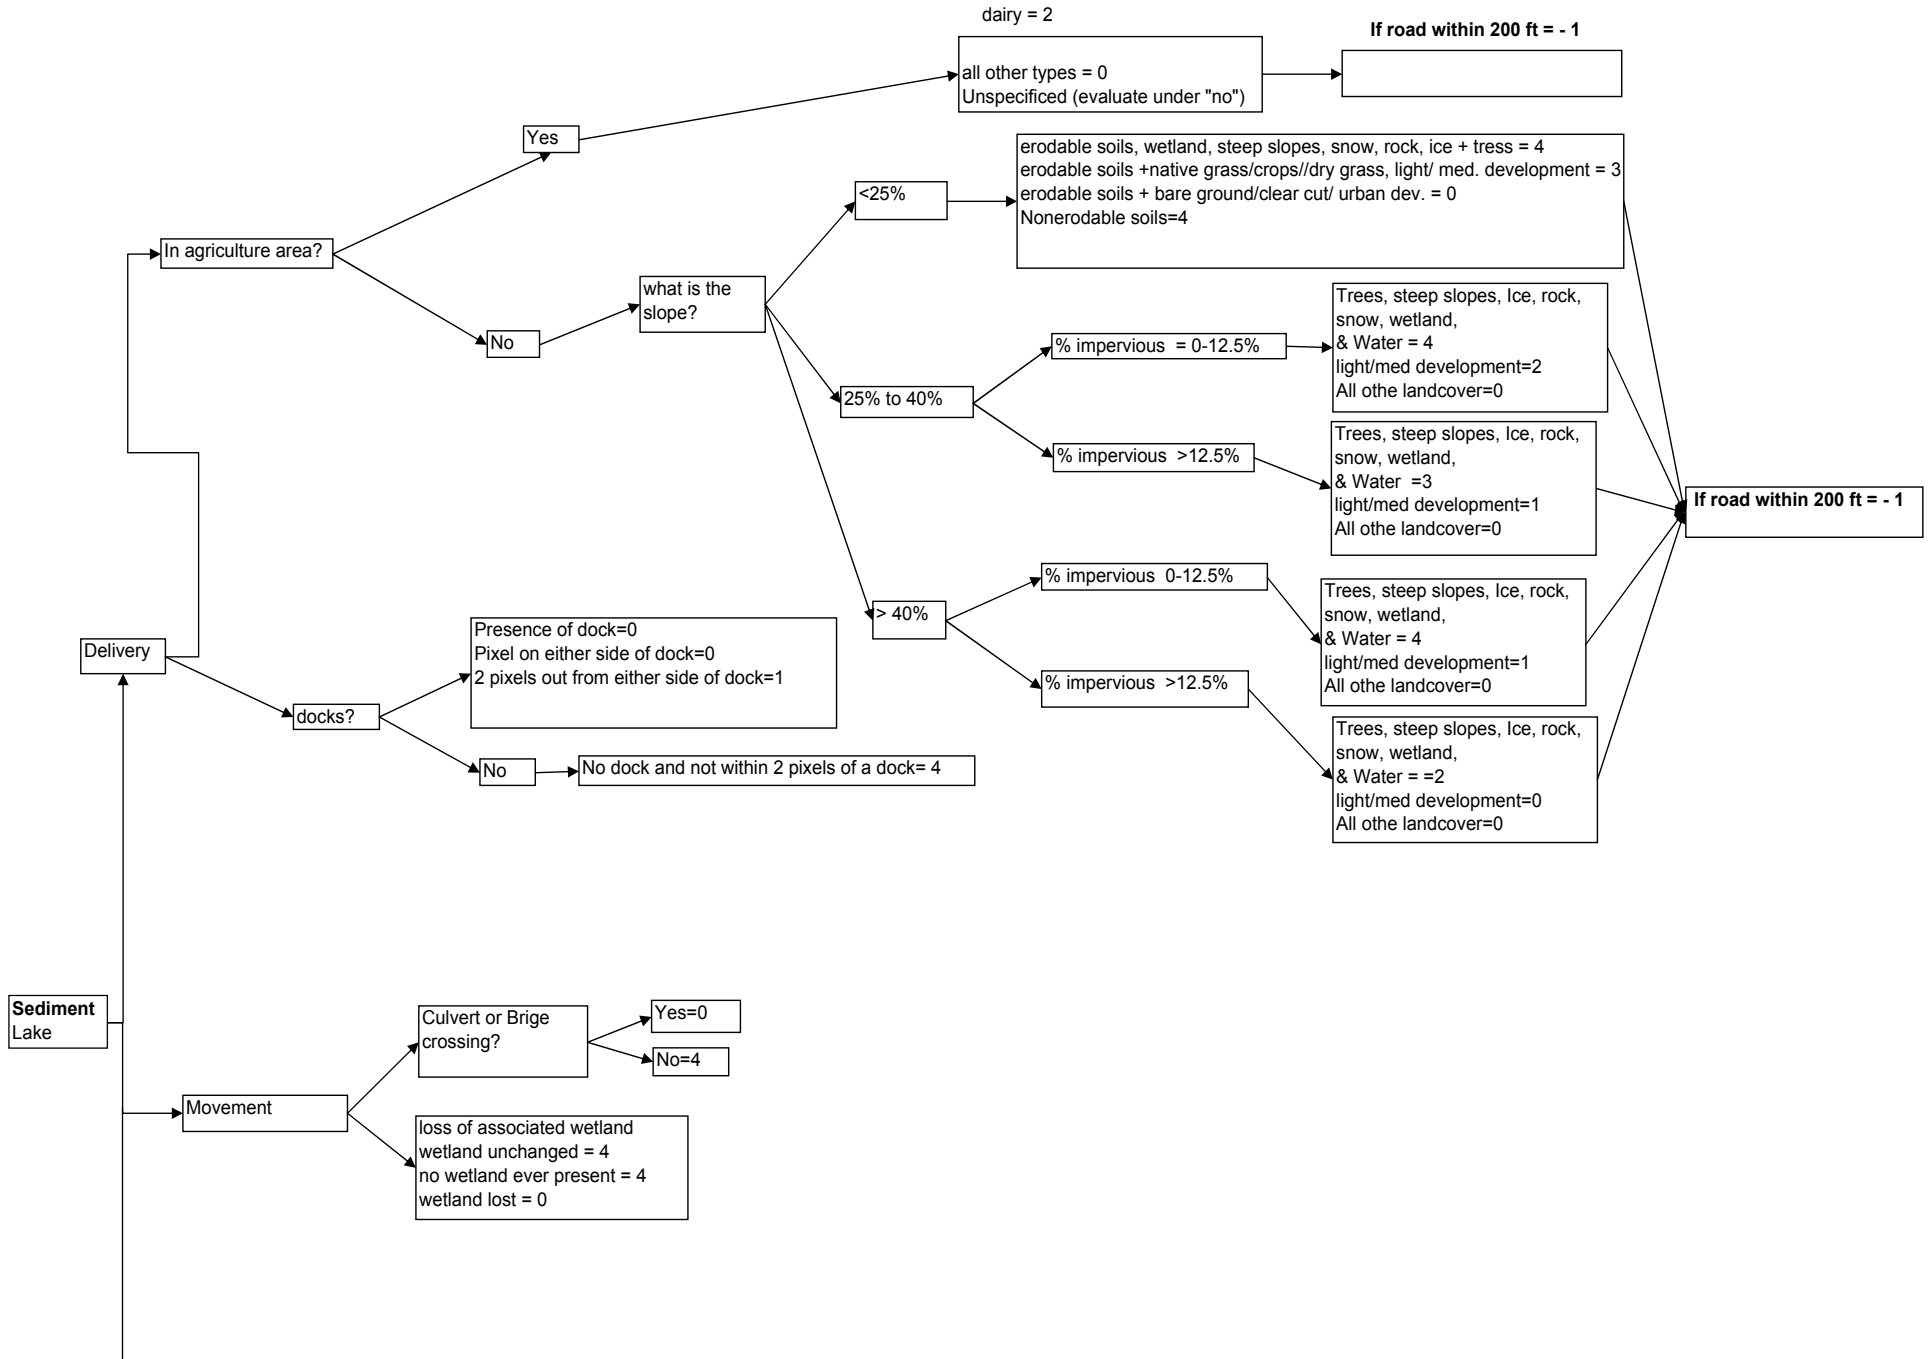 dairy = 2
If road within 200 ft = - 1
all other types = 0
Unspecificed (evaluate under "no")
Yes
erodable soils, wetland, steep slopes, snow, rock, ice + tress = 4
erodable soils +native grass/crops//dry grass, light/ med. development = 3
erodable soils + bare ground/clear cut/ urban dev. = 0
Nonerodable soils=4
<25%
In agriculture area?
what is the
slope?
No
Trees, steep slopes, Ice, rock,
snow, wetland,
& Water = 4
light/med development=2
All othe landcover=0
% impervious  = 0-12.5%
25% to 40%
Trees, steep slopes, Ice, rock,
snow, wetland,
& Water  =3
light/med development=1
All othe landcover=0
% impervious  >12.5%
If road within 200 ft = - 1
% impervious  0-12.5%
Trees, steep slopes, Ice, rock,
snow, wetland,
& Water = 4
light/med development=1
All othe landcover=0
> 40%
% impervious  >12.5%
Trees, steep slopes, Ice, rock,
snow, wetland,
& Water = =2
light/med development=0
All othe landcover=0
Delivery
Presence of dock=0
Pixel on either side of dock=0
2 pixels out from either side of dock=1
docks?
No
No dock and not within 2 pixels of a dock= 4
Sediment
Lake
Culvert or Brige
crossing?
Yes=0
No=4
Movement
loss of associated wetland
wetland unchanged = 4
no wetland ever present = 4
wetland lost = 0